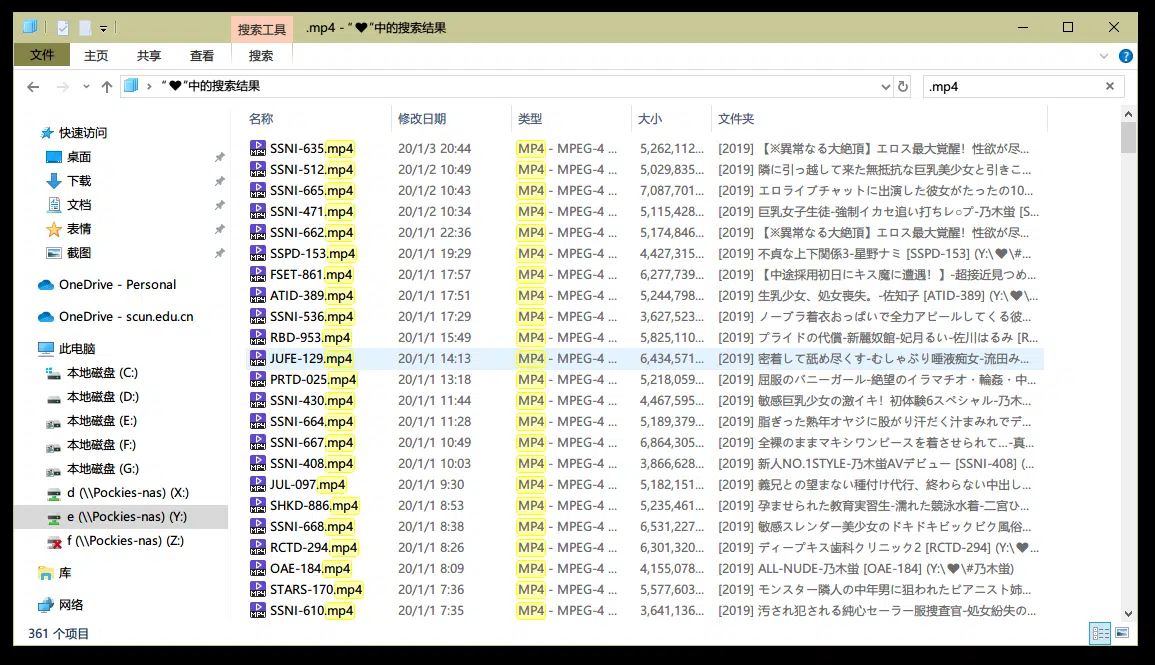 搜索工具 .mp4 - “ ♥”中的搜索结果
文件 主页 共享 查看 搜索
“ ♥”中的搜索结果 .mp4
名称 修改日期 类型 大小 文件夹
快速访问
桌面
下载
文档
表情
截图
OneDrive - Personal
OneDrive - scun.edu.cn
此电脑
本地磁盘 (C:)
本地磁盘 (D:)
本地磁盘 (E:)
本地磁盘 (F:)
本地磁盘 (G:)
d (\\Pockies-nas) (X:)
e (\\Pockies-nas) (Y:)
f (\\Pockies-nas) (Z:)
库
网络
SSNI-635.mp4 20/1/3 20:44 MP4 - MPEG-4 ... 5,262,112... [2019] 【※異常なる大絶頂】エロス最大覚醒！性欲が尽...
SSNI-512.mp4 20/1/2 10:49 MP4 - MPEG-4 ... 5,029,835... [2019] 隣に引っ越して来た無抵抗な巨乳美少女と引きこ...
SSNI-665.mp4 20/1/2 10:43 MP4 - MPEG-4 ... 7,087,701... [2019] エロライブチャットに出演した彼女がたったの10...
SSNI-471.mp4 20/1/2 10:34 MP4 - MPEG-4 ... 5,115,428... [2019] 巨乳女子生徒-強制イカセ追い打ちレ○プ-乃木蛍 [S...
SSNI-662.mp4 20/1/1 22:36 MP4 - MPEG-4 ... 5,174,846... [2019] 【※異常なる大絶頂】エロス最大覚醒！性欲が尽...
SSPD-153.mp4 20/1/1 19:29 MP4 - MPEG-4 ... 4,427,315... [2019] 不貞な上下関係3-星野ナミ [SSPD-153] (Y:\♥\#...
FSET-861.mp4 20/1/1 17:57 MP4 - MPEG-4 ... 6,277,739... [2019] 【中途採用初日にキス魔に遭遇！】-超接近見つめ...
ATID-389.mp4 20/1/1 17:51 MP4 - MPEG-4 ... 5,244,798... [2019] 生乳少女、処女喪失。-佐知子 [ATID-389] (Y:\♥\...
SSNI-536.mp4 20/1/1 17:29 MP4 - MPEG-4 ... 3,627,523... [2019] ノーブラ着衣おっぱいで全力アピールしてくる彼...
RBD-953.mp4 20/1/1 15:49 MP4 - MPEG-4 ... 5,825,110... [2019] プライドの代償-新麗奴館-妃月るい-佐川はるみ [R...
JUFE-129.mp4 20/1/1 14:13 MP4 - MPEG-4 ... 6,434,571... [2019] 密着して舐め尽くす-むしゃぶり唾液痴女-流田み...
PRTD-025.mp4 20/1/1 13:18 MP4 - MPEG-4 ... 5,218,059... [2019] 屈服のバニーガール-絶望のイラマチオ・輪姦・中...
SSNI-430.mp4 20/1/1 11:44 MP4 - MPEG-4 ... 4,467,595... [2019] 敏感巨乳少女の激イキ！初体験6スペシャル-乃木...
SSNI-664.mp4 20/1/1 11:28 MP4 - MPEG-4 ... 5,189,379... [2019] 脂ぎった熟年オヤジに股がり汗だく汁まみれでデ...
SSNI-667.mp4 20/1/1 10:49 MP4 - MPEG-4 ... 6,864,305... [2019] 全裸のままマキシワンピースを着させられて...-真...
SSNI-408.mp4 20/1/1 10:03 MP4 - MPEG-4 ... 3,866,628... [2019] 新人NO.1STYLE-乃木蛍AVデビュー [SSNI-408] (...
JUL-097.mp4 20/1/1 9:30 MP4 - MPEG-4 ... 5,182,151... [2019] 義兄との望まない種付け代行、終わらない中出し...
SHKD-886.mp4 20/1/1 8:53 MP4 - MPEG-4 ... 5,235,461... [2019] 孕ませられた教育実習生-濡れた競泳水着-二宮ひ...
SSNI-668.mp4 20/1/1 8:38 MP4 - MPEG-4 ... 6,531,227... [2019] 敏感スレンダー美少女のドキドキビックビク風俗...
RCTD-294.mp4 20/1/1 8:26 MP4 - MPEG-4 ... 6,301,320... [2019] ディープキス歯科クリニック2 [RCTD-294] (Y:\♥...
OAE-184.mp4 20/1/1 8:09 MP4 - MPEG-4 ... 4,155,078... [2019] ALL-NUDE-乃木蛍 [OAE-184] (Y:\♥\#乃木蛍)
STARS-170.mp4 20/1/1 7:36 MP4 - MPEG-4 ... 5,577,603... [2019] モンスター隣人の中年男に狙われたピアニスト姉...
SSNI-610.mp4 20/1/1 7:35 MP4 - MPEG-4 ... 3,641,136... [2019] 汚され犯される純心セーラー服捜査官-処女紛失の...
361 个项目